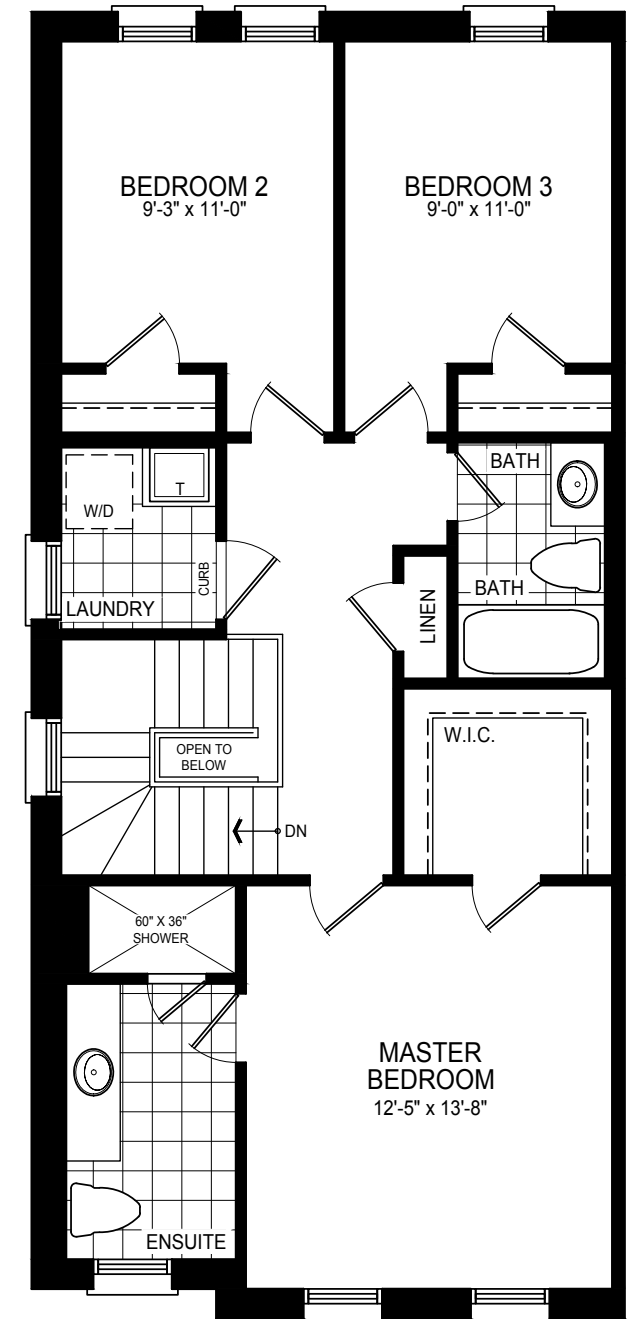 BEDROOM 2
9'-3" x 11'-0"
BEDROOM 3
9'-0" x 11'-0"
BATH
W/D
T
CURB
LAUNDRY
BATH
LINEN
OPEN TO
BELOW
W.I.C.
DN
60" X 36"
SHOWER
MASTER
BEDROOM
12'-5" x 13'-8"
ENSUITE